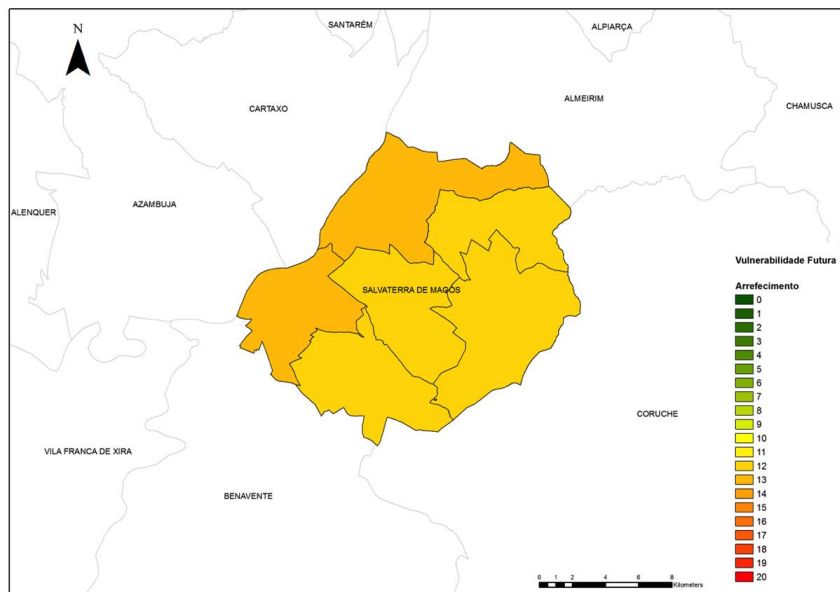 N
SANTARÉM
ALPIARÇA
CARTAXO
ALMEIRIM
CHAMUSCA
AZAMBUJA
ALENQUER
SALVATERRA DE MAGOS
CORUCHE
VILA FRANCA DE XIRA
BENAVENTE
Vulnerabilidade Futura
Arrefecimento
0
1
2
3
4
5
6
7
8
9
10
11
12
13
14
15
16
17
18
19
20
0 1 2 4 6 8
Kilometers